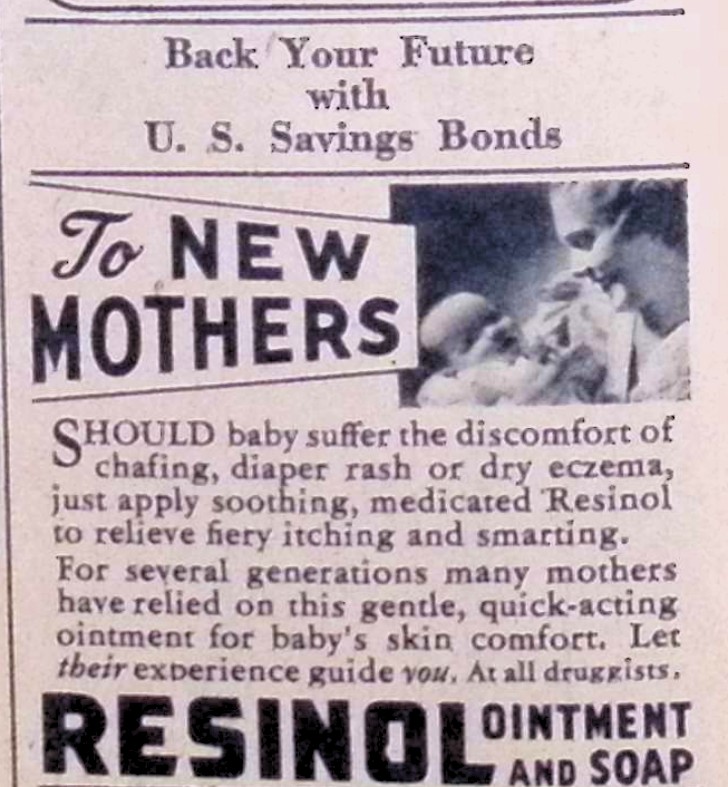 Back Your Future
with
U. S. Savings Bonds
To NEW
MOTHERS
SHOULD baby suffer the discomfort of
chafing, diaper rash or dry eczema,
just apply soothing, medicated Resinol
to relieve fiery itching and smarting.
For several generations many mothers
have relied on this gentle, quick-acting
ointment for baby's skin comfort. Let
their experience guide you. At all druggists.
RESINOL OINTMENT
AND SOAP